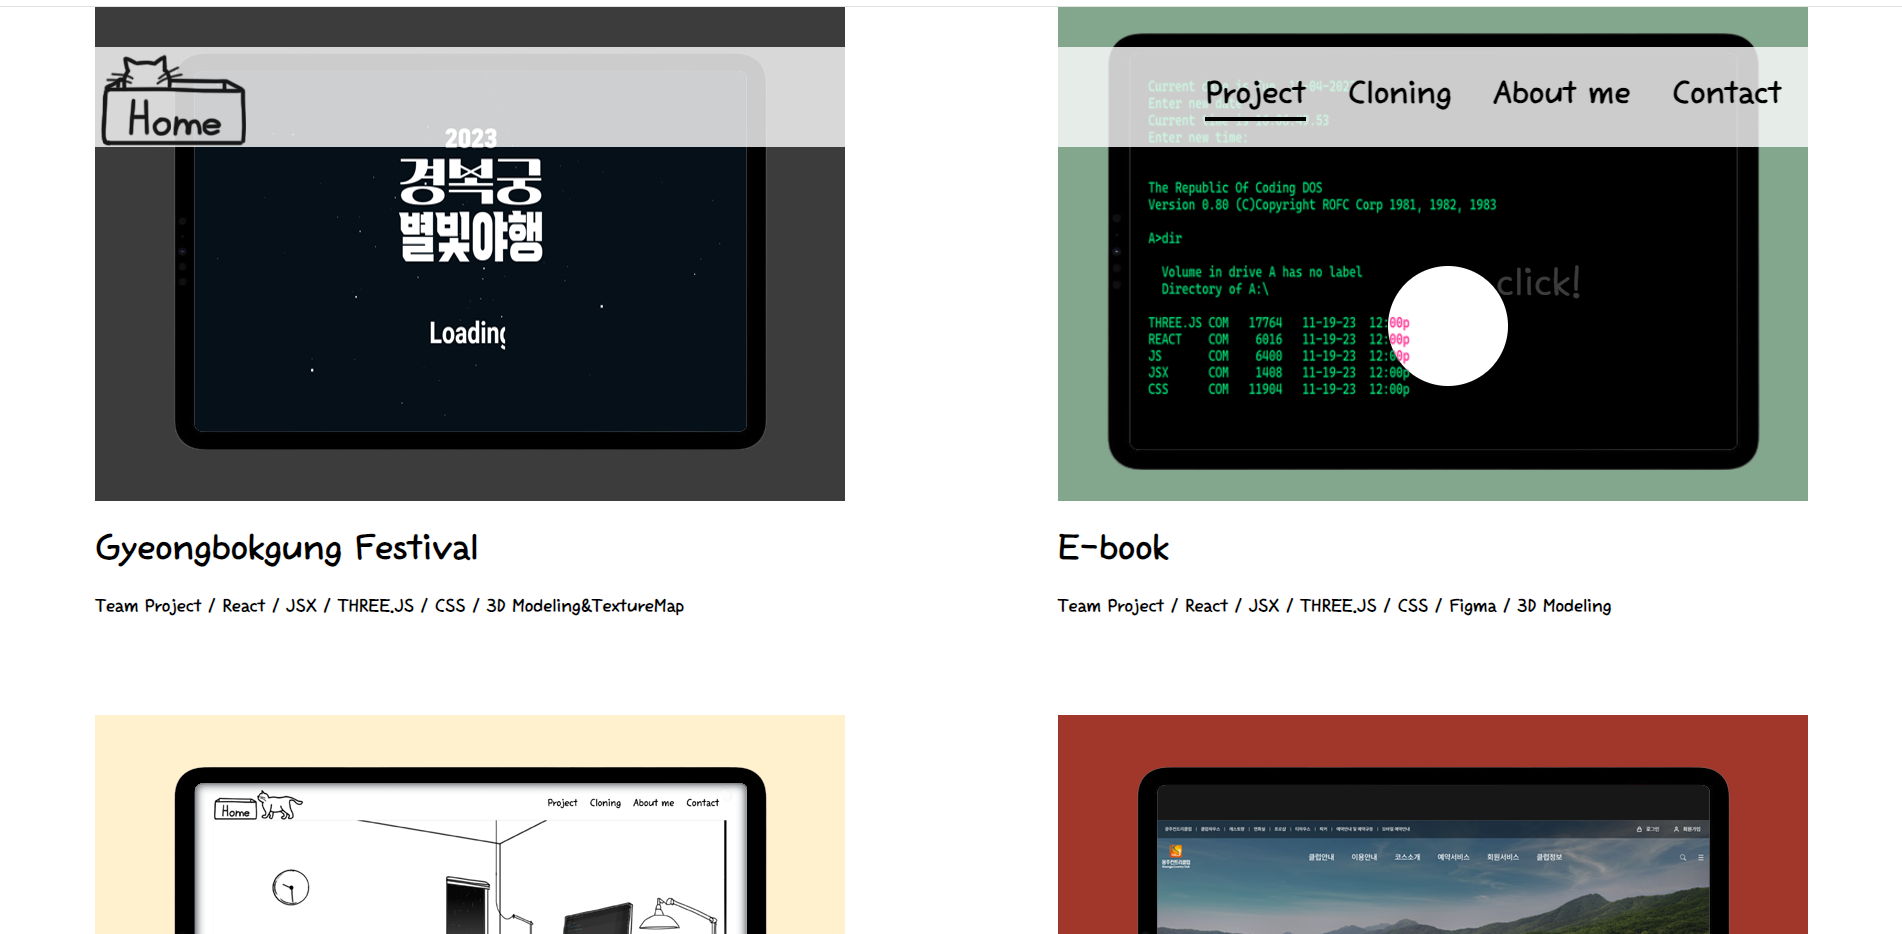 Home
Project Cloning About me Contact
2023
경복궁
별빛야행
Loading
Enter new time:
The Republic Of Coding DOS
Version 0.80 (C)Copyright ROFC Corp 1981, 1982, 1983
A>dir
Volume in drive A has no label
Directory of A:\
click!
THREE.JS COM 17764 11-19-23 12:00p
REACT COM 6016 11-19-23 12:00p
JS COM 6400 11-19-23 12:00p
JSX COM 1408 11-19-23 12:00p
CSS COM 11904 11-19-23 12:00p
Gyeongbokgung Festival
Team Project / React / JSX / THREE.JS / CSS / 3D Modeling&TextureMap
E-book
Team Project / React / JSX / THREE.JS / CSS / Figma / 3D Modeling
Home
Project Cloning About me Contact
로그인 회원가입
클럽안내 이용안내 코스소개 예약서비스 회원서비스 클럽정보